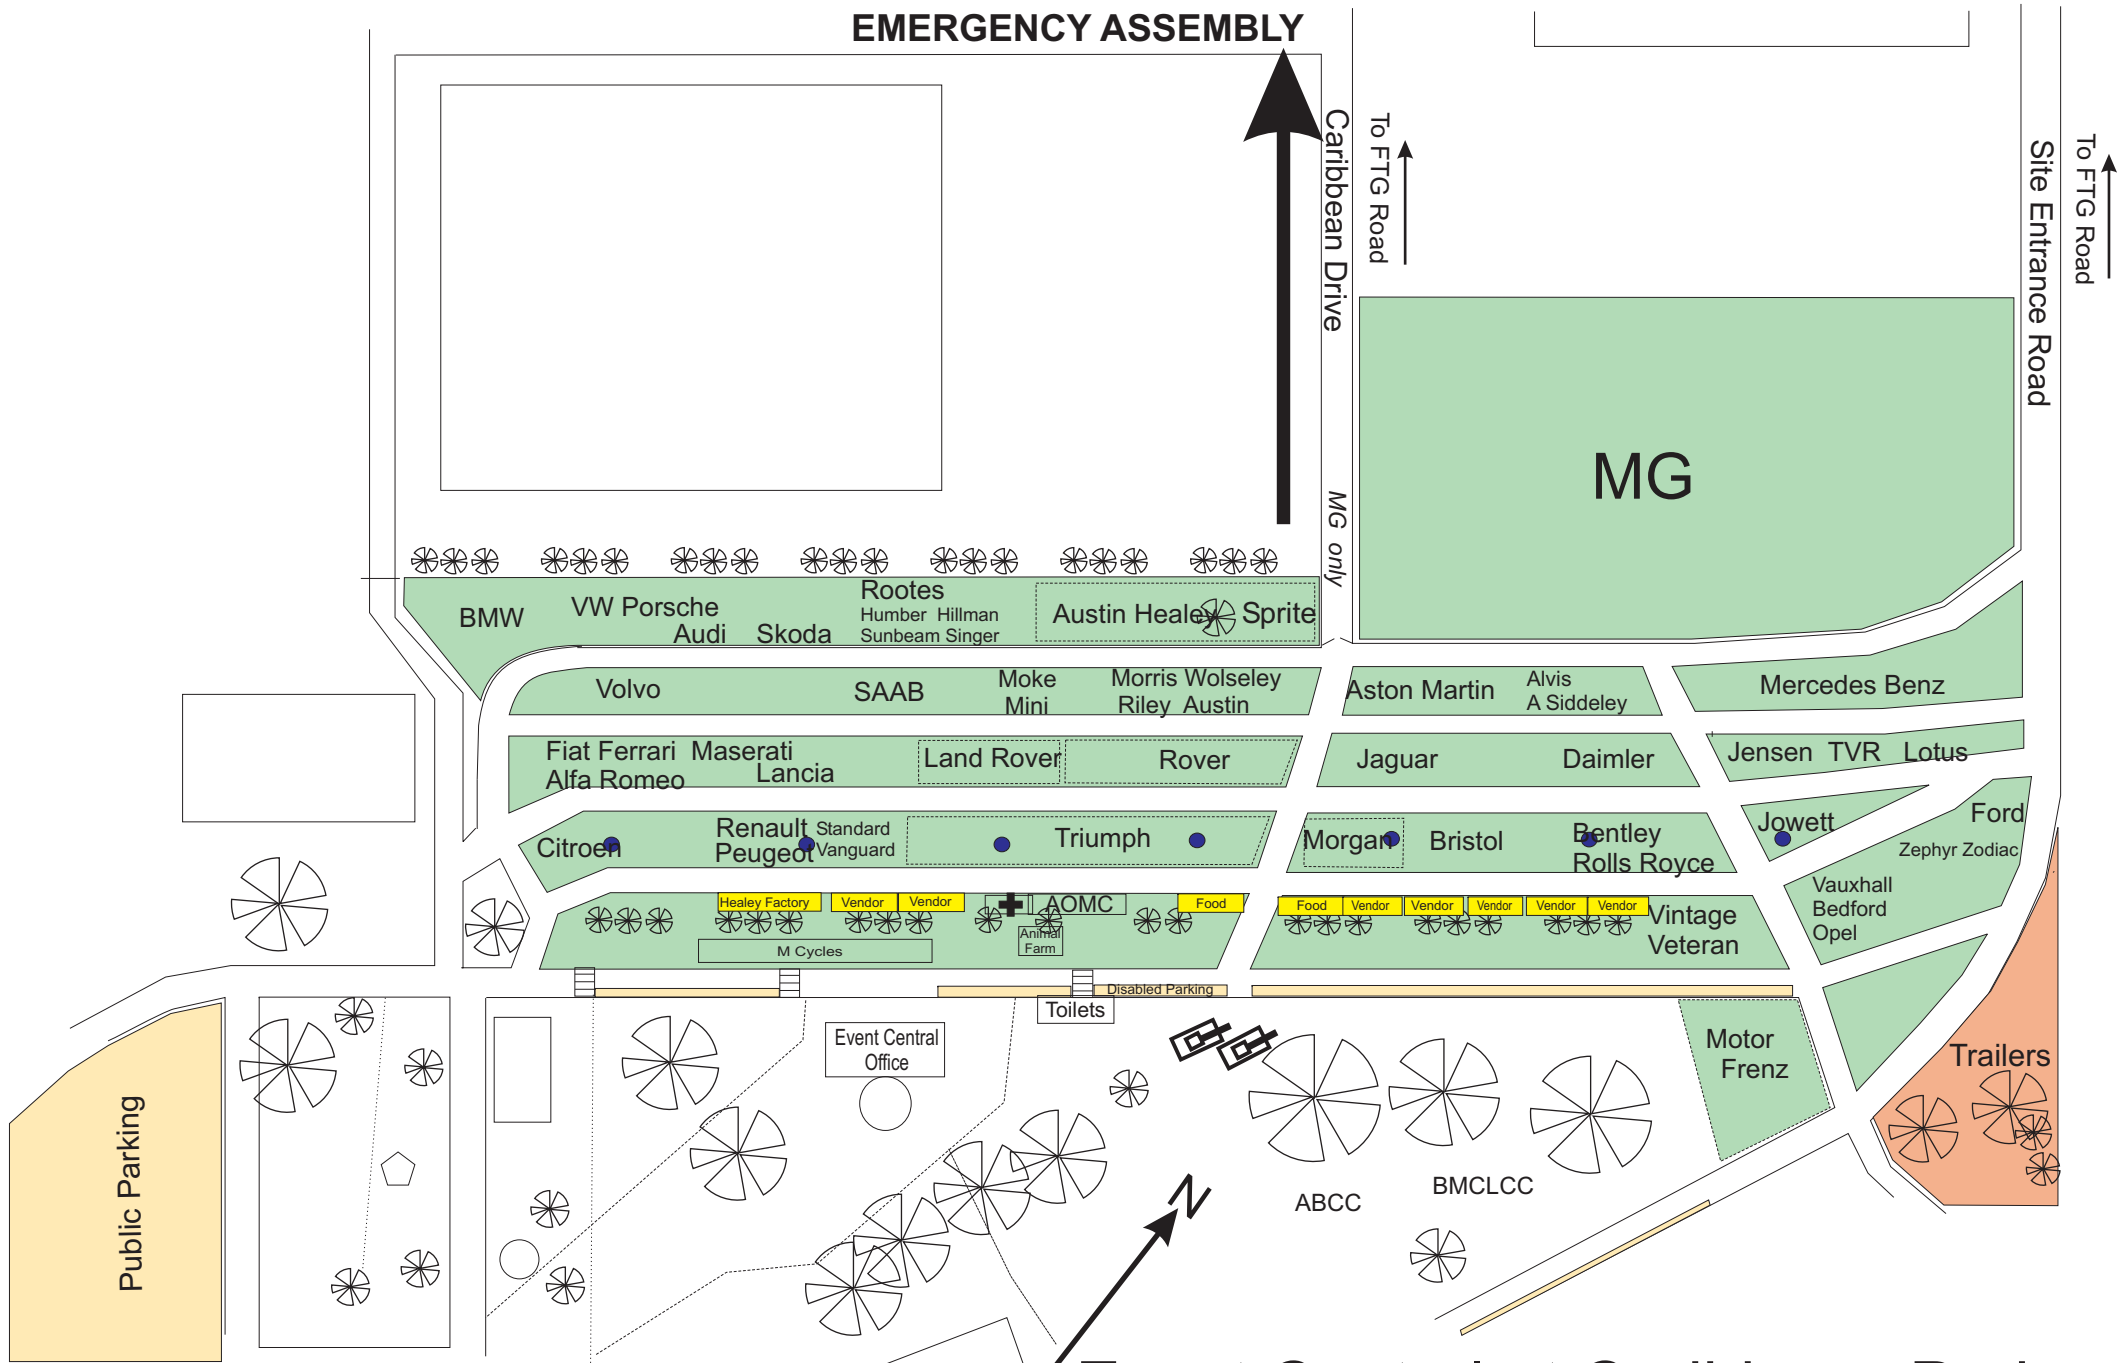 EMERGENCY ASSEMBLY
Caribbean Drive
To FTG Road
Site Entrance Road
To FTG Road
MG
MG only
BMW
VW Porsche
Audi
Skoda
Rootes
Humber Hillman
Sunbeam Singer
Austin Healey
Sprite
Volvo
SAAB
Moke
Mini
Morris Wolseley
Riley Austin
Aston Martin
Alvis
A Siddeley
Mercedes Benz
Fiat Ferrari Maserati
Alfa Romeo
Lancia
Land Rover
Rover
Jaguar
Daimler
Jensen TVR Lotus
Citroen
Renault
Peugeot
Standard
Vanguard
Triumph
Morgan
Bristol
Bentley
Rolls Royce
Jowett
Ford
Zephyr Zodiac
Vauxhall
Bedford
Opel
Healey Factory
Vendor
Vendor
AOMC
Food
Food
Vendor
Vendor
Vendor
Vendor
Vendor
Vintage
Veteran
M Cycles
Animal
Farm
Disabled Parking
Toilets
Event Central
Office
Motor
Frenz
Trailers
Public Parking
N
ABCC
BMCLCC